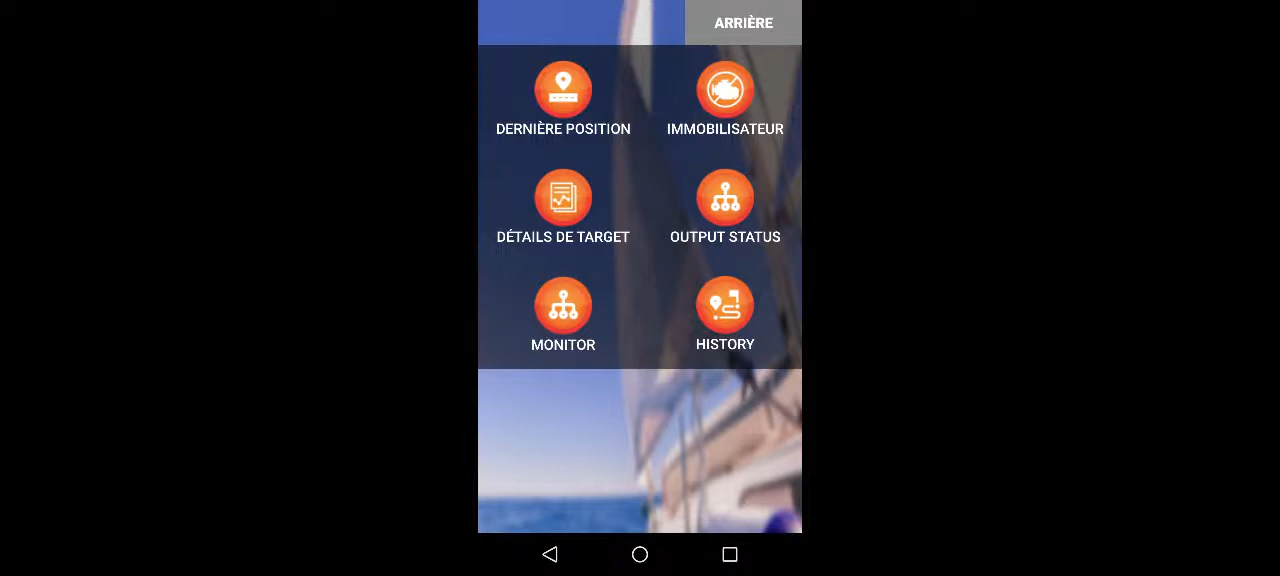 ARRIÈRE
DERNIÈRE POSITION
IMMOBILISATEUR
DÉTAILS DE TARGET
OUTPUT STATUS
MONITOR
HISTORY